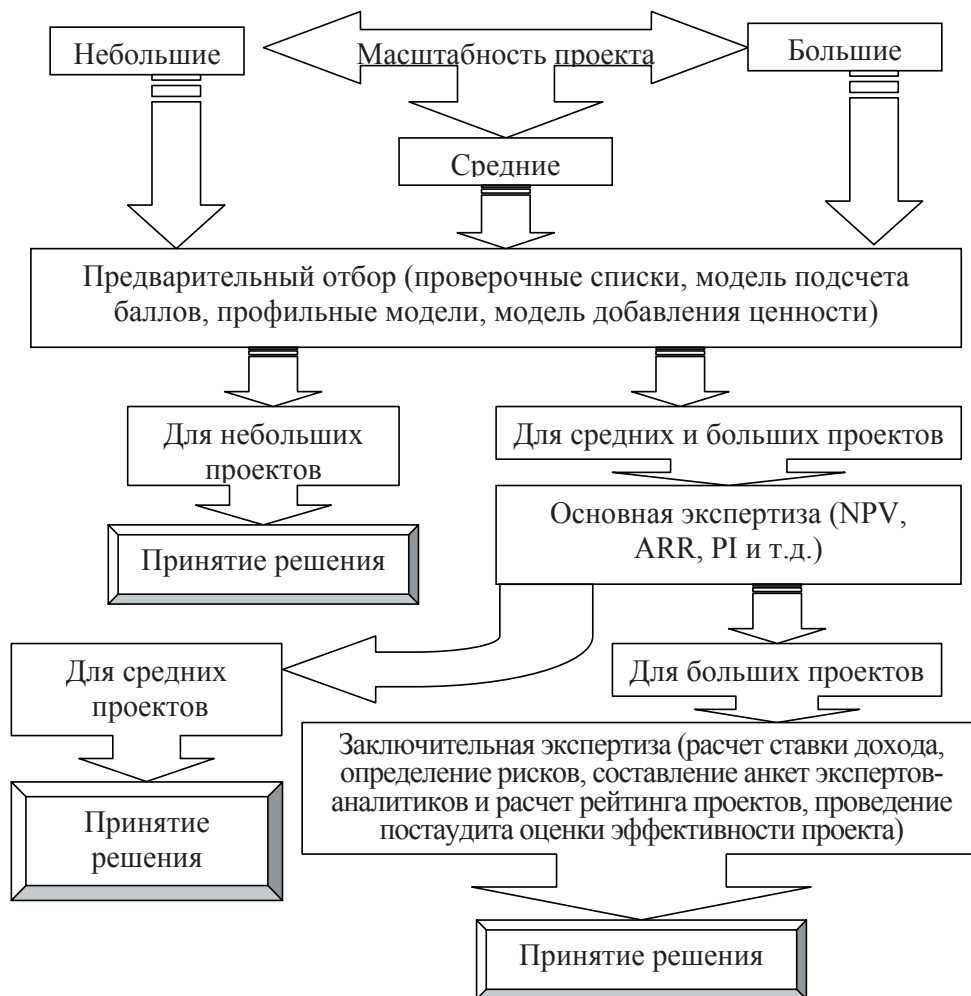 Небольшие
Масштабность проекта
Большие
Средние
Предварительный отбор (проверочные списки, модель подсчета
баллов, профильные модели, модель добавления ценности)
Для небольших
проектов
Для средних и больших проектов
Принятие решения
Основная экспертиза (NPV,
ARR, PI и т.д.)
Для средних
проектов
Для больших проектов
Принятие
решения
Заключительная экспертиза (расчет ставки дохода,
определение рисков, составление анкет экспертов-
аналитиков и расчет рейтинга проектов, проведение
постаудита оценки эффективности проекта)
Принятие решения